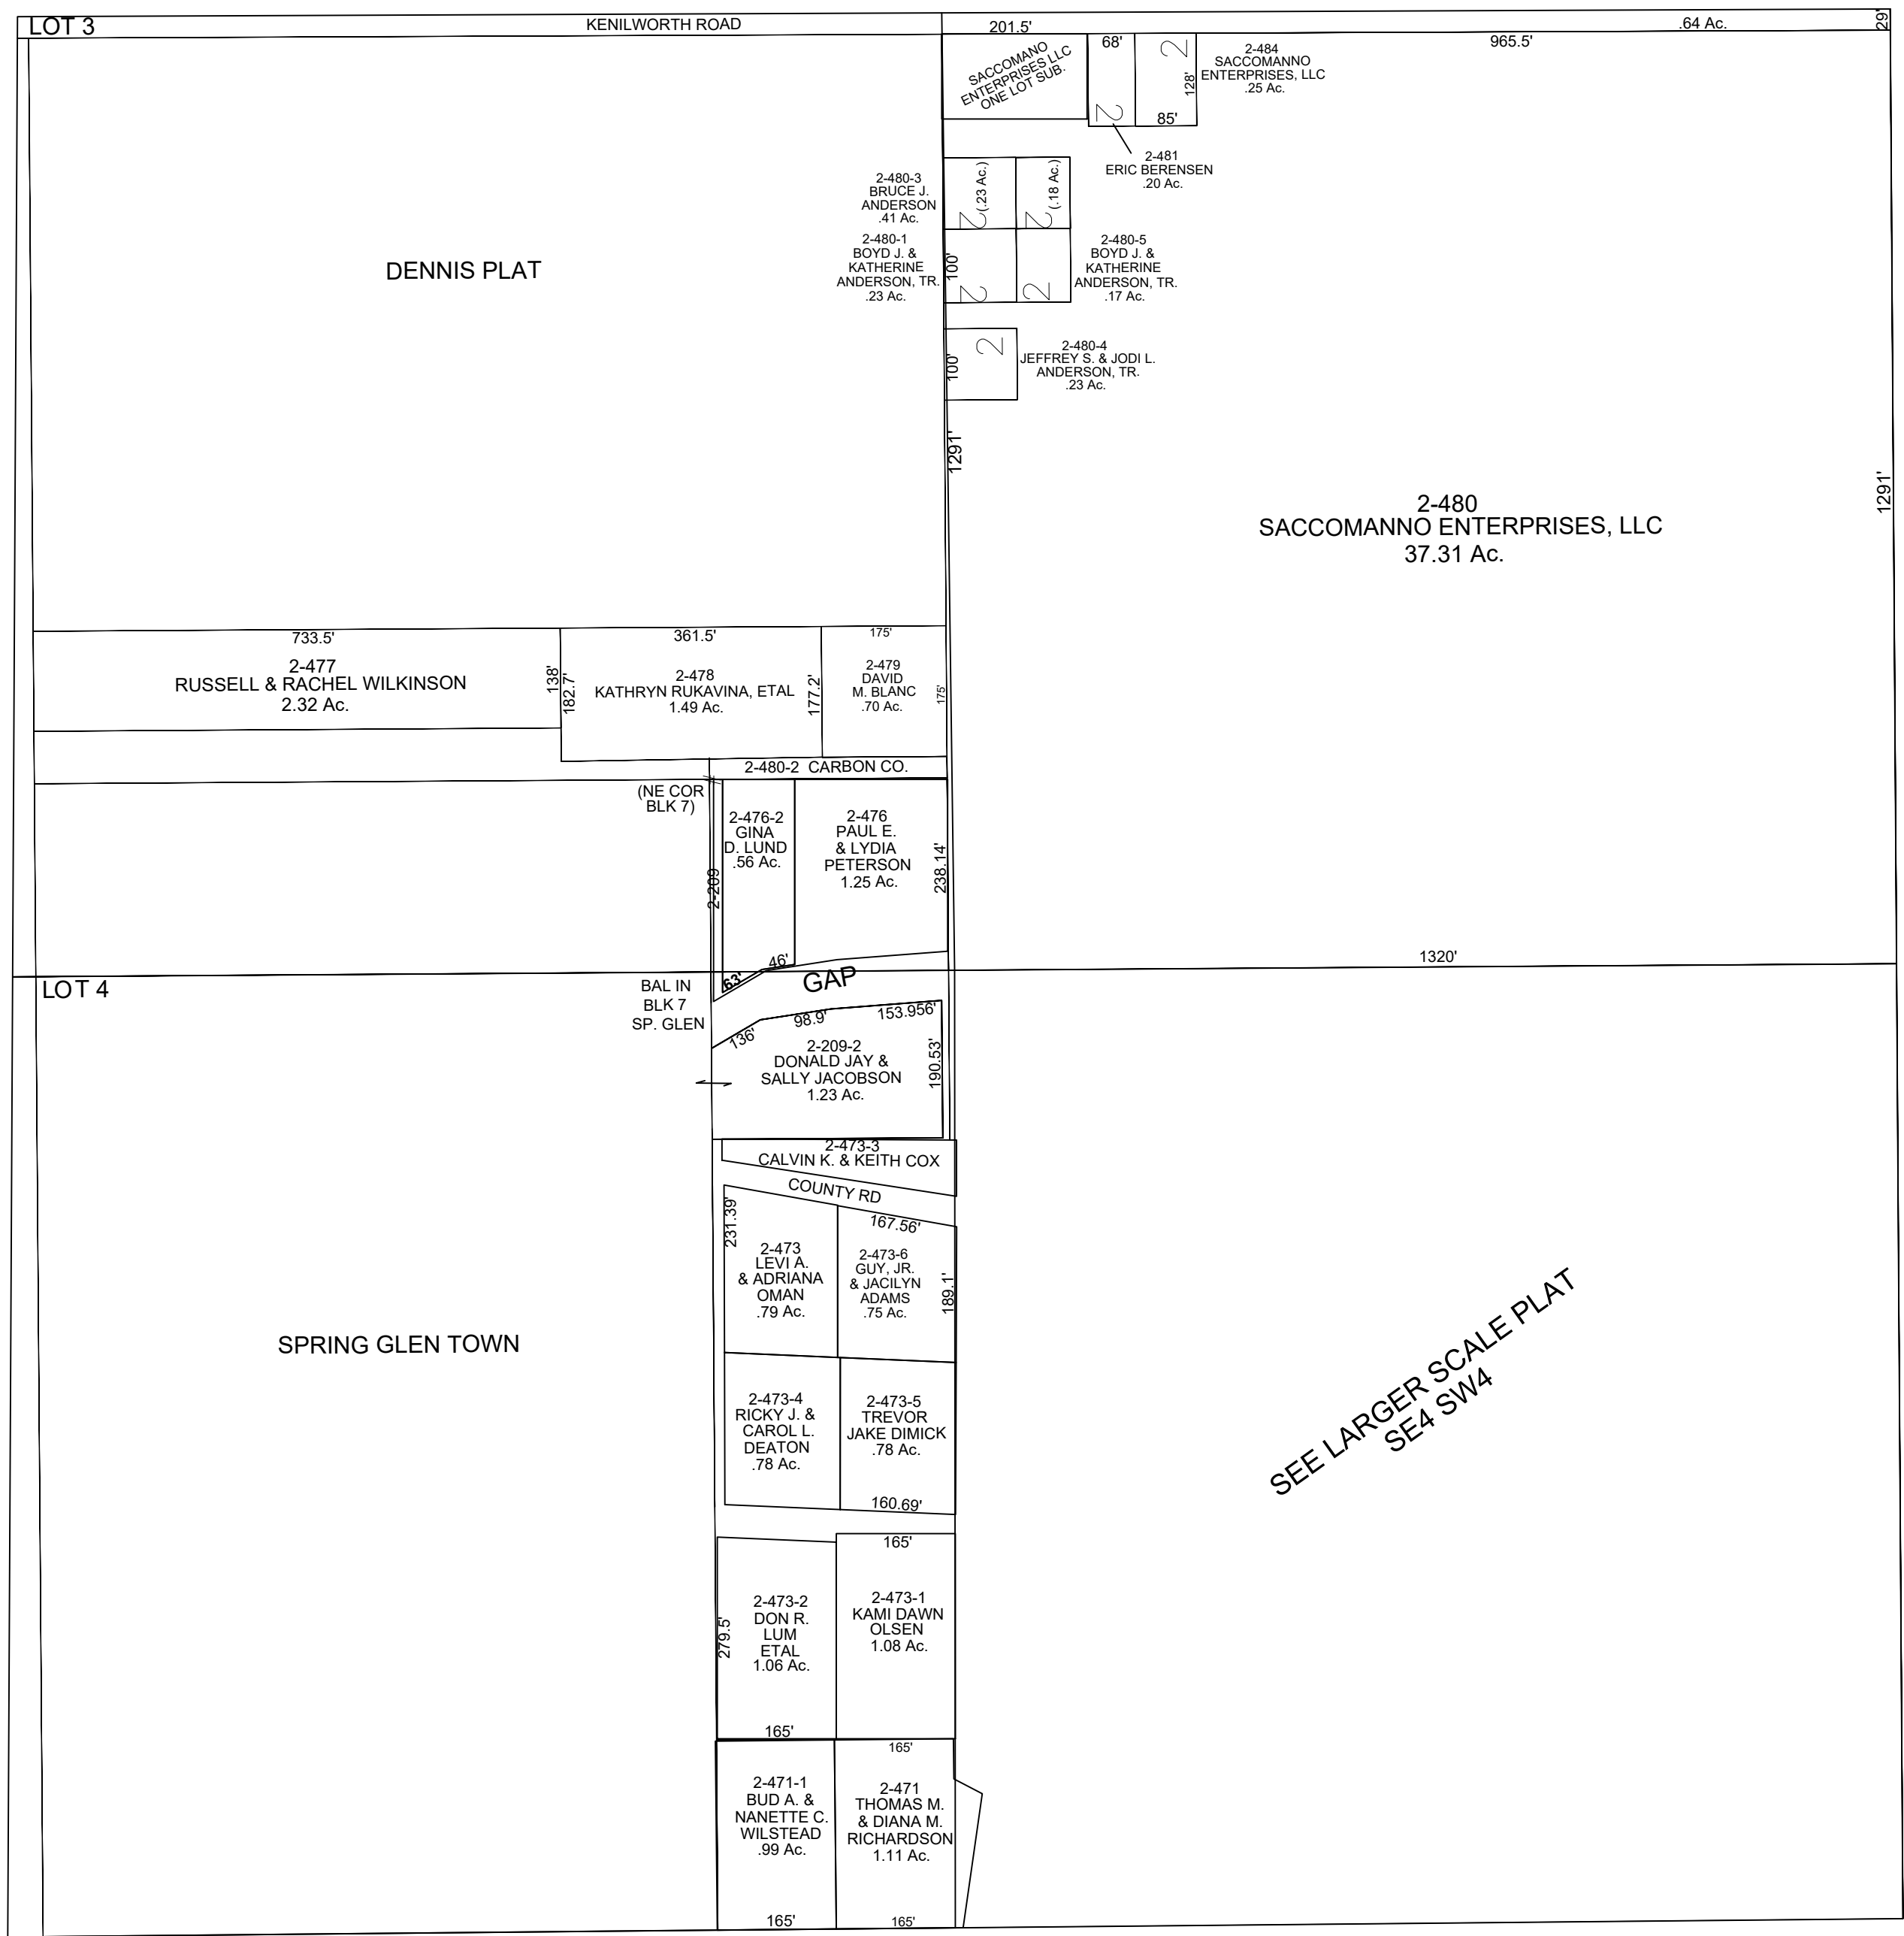 LOT 3
KENILWORTH ROAD
201.5'
.64 Ac.
29'
SACCOMANO
ENTERPRISES LLC
ONE LOT SUB.
68'
2
2
128'
85'
2-484
SACCOMANNO
ENTERPRISES, LLC
.25 Ac.
965.5'
2-481
ERIC BERENSEN
.20 Ac.
2-480-3
BRUCE J.
ANDERSON
.41 Ac.
(.23 Ac.)
2
(.18 Ac.)
2
2-480-1
BOYD J. &
KATHERINE
ANDERSON, TR.
.23 Ac.
100'
2
2
2-480-5
BOYD J. &
KATHERINE
ANDERSON, TR.
.17 Ac.
DENNIS PLAT
100'
2
2-480-4
JEFFREY S. & JODI L.
ANDERSON, TR.
.23 Ac.
1291'
1291'
2-480
SACCOMANNO ENTERPRISES, LLC
37.31 Ac.
733.5'
2-477
RUSSELL & RACHEL WILKINSON
2.32 Ac.
138'
182.7'
361.5'
2-478
KATHRYN RUKAVINA, ETAL
1.49 Ac.
177.2'
175'
2-479
DAVID
M. BLANC
.70 Ac.
175'
2-480-2 CARBON CO.
(NE COR
BLK 7)
2-209
2-476-2
GINA
D. LUND
.56 Ac.
2-476
PAUL E.
& LYDIA
PETERSON
1.25 Ac.
238.14'
63'
46'
GAP
1320'
LOT 4
BAL IN
BLK 7
SP. GLEN
136'
98.9'
153.956'
2-209-2
DONALD JAY &
SALLY JACOBSON
1.23 Ac.
190.53'
2-473-3
CALVIN K. & KEITH COX
COUNTY RD
231.39'
167.56'
2-473
LEVI A.
& ADRIANA
OMAN
.79 Ac.
2-473-6
GUY, JR.
& JACILYN
ADAMS
.75 Ac.
189.1'
SPRING GLEN TOWN
SEE LARGER SCALE PLAT
SE4 SW4
2-473-4
RICKY J. &
CAROL L.
DEATON
.78 Ac.
2-473-5
TREVOR
JAKE DIMICK
.78 Ac.
160.69'
165'
279.5'
2-473-2
DON R.
LUM
ETAL
1.06 Ac.
2-473-1
KAMI DAWN
OLSEN
1.08 Ac.
165'
165'
2-471-1
BUD A. &
NANETTE C.
WILSTEAD
.99 Ac.
2-471
THOMAS M.
& DIANA M.
RICHARDSON
1.11 Ac.
165'
165'